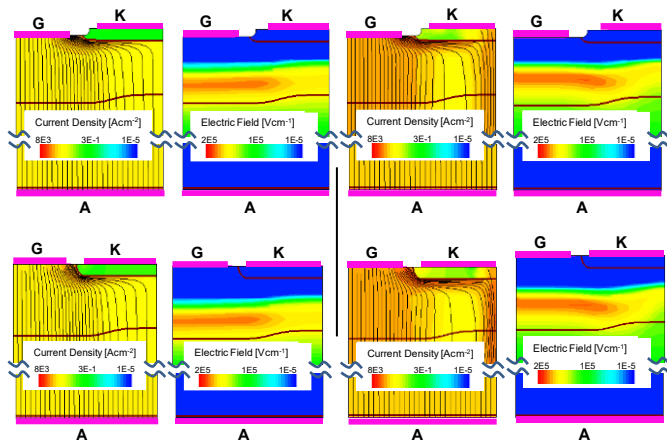 G K G K
Current Density [Acm-2] Electric Field [Vcm-1] Current Density [Acm-2] Electric Field [Vcm-1]
8E3 3E-1 1E-5 2E5 1E5 1E-5 8E3 3E-1 1E-5 2E5 1E5 1E-5
A A A A
G K G K
Current Density [Acm-2] Electric Field [Vcm-1] Current Density [Acm-2] Electric Field [Vcm-1]
8E3 3E-1 1E-5 2E5 1E5 1E-5 8E3 3E-1 1E-5 2E5 1E5 1E-5
A A A A